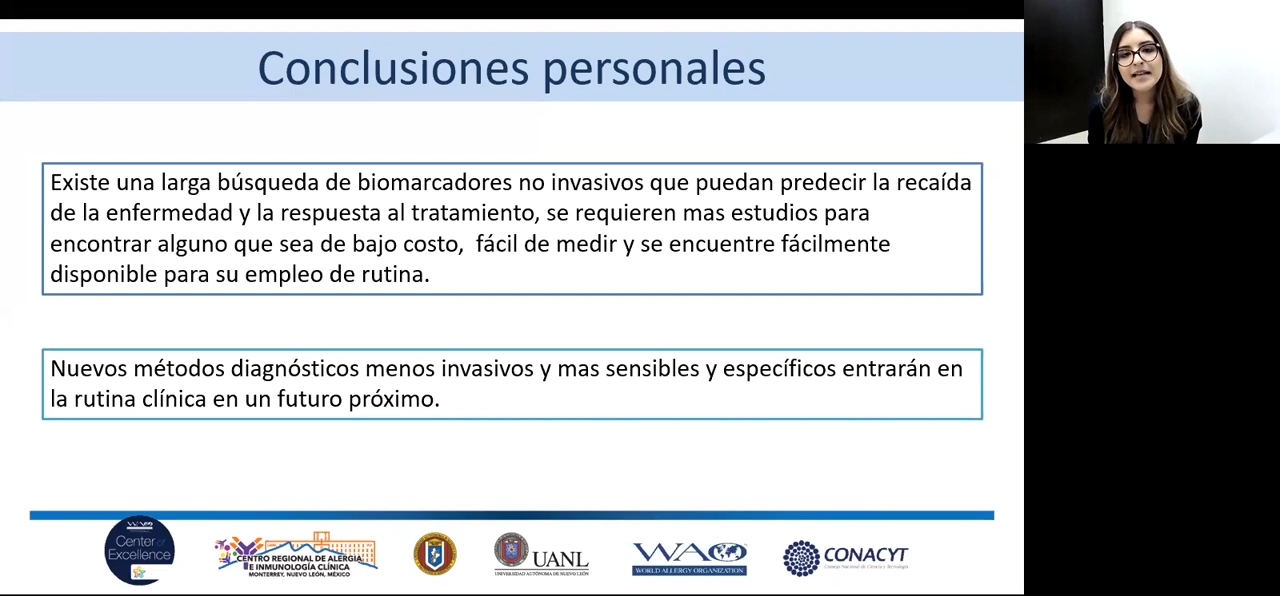 Conclusiones personales
Existe una larga búsqueda de biomarcadores no invasivos que puedan predecir la recaída
de la enfermedad y la respuesta al tratamiento, se requieren mas estudios para
encontrar alguno que sea de bajo costo, fácil de medir y se encuentre fácilmente
disponible para su empleo de rutina.
Nuevos métodos diagnósticos menos invasivos y mas sensibles y específicos entrarán en
la rutina clínica en un futuro próximo.
WAO
Center of
Excellence
CENTRO REGIONAL DE ALERGIA
E INMUNOLOGÍA CLÍNICA
MONTERREY, NUEVO LEÓN, MÉXICO
UANL
UNIVERSIDAD AUTÓNOMA DE NUEVO LEÓN
WAO
WORLD ALLERGY ORGANIZATION
CONACYT
Consejo Nacional de Ciencia y Tecnología